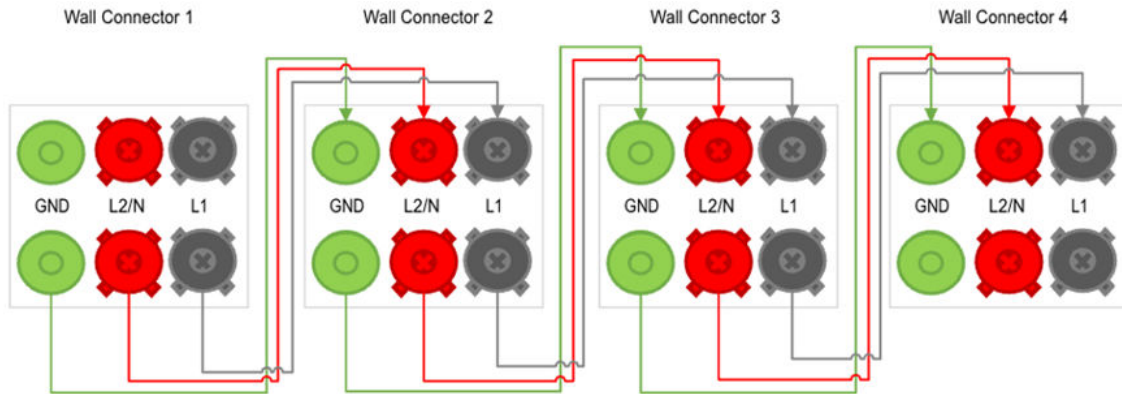 Wall Connector 1 Wall Connector 2 Wall Connector 3 Wall Connector 4
GND L2/N L1 GND L2/N L1 GND L2/N L1 GND L2/N L1